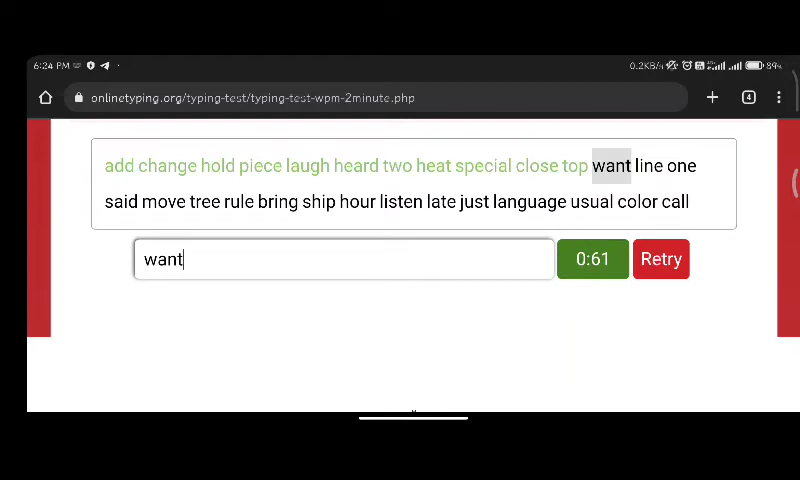 6:24 PM
0.2KB/s 89%
onlinetyping.org/typing-test/typing-test-wpm-2minute.php 4
add change hold piece laugh heard two heat special close top want line one
said move tree rule bring ship hour listen late just language usual color call
want 0:61 Retry